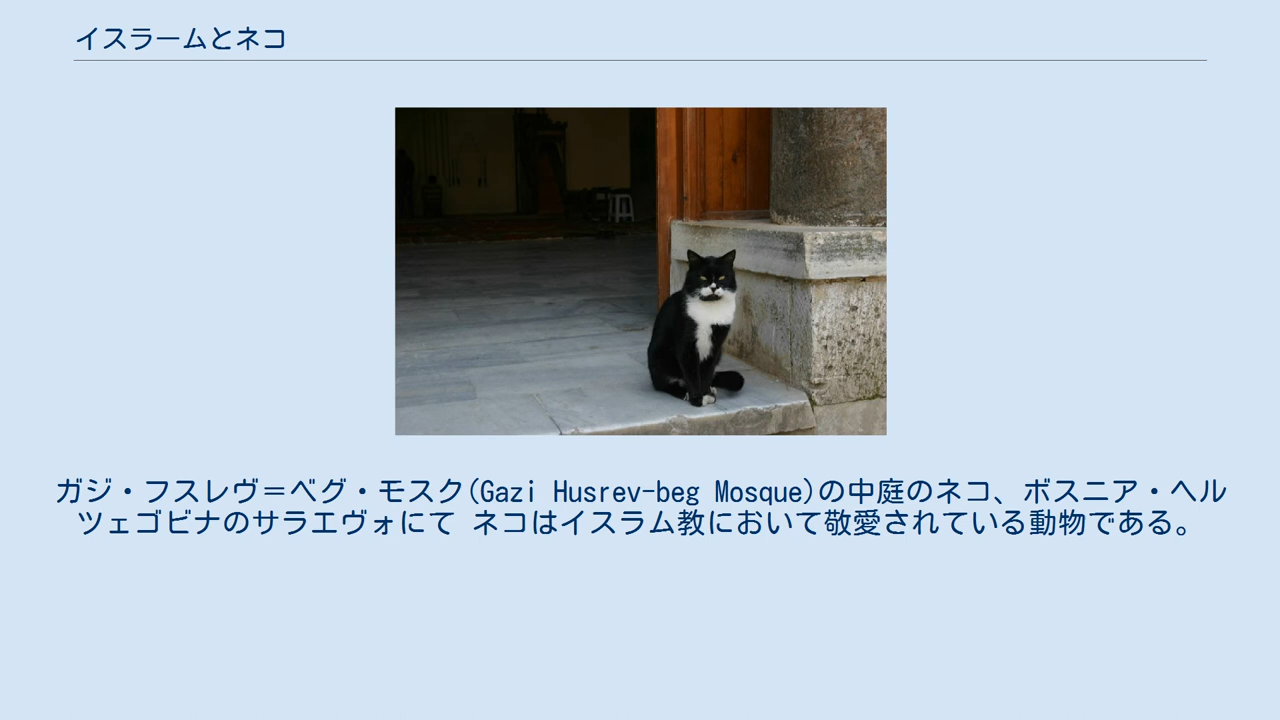 イスラームとネコ
ガジ・フスレヴ＝ベグ・モスク(Gazi Husrev-beg Mosque)の中庭のネコ、ボスニア・ヘル
ツェゴビナのサラエヴォにて ネコはイスラム教において敬愛されている動物である。